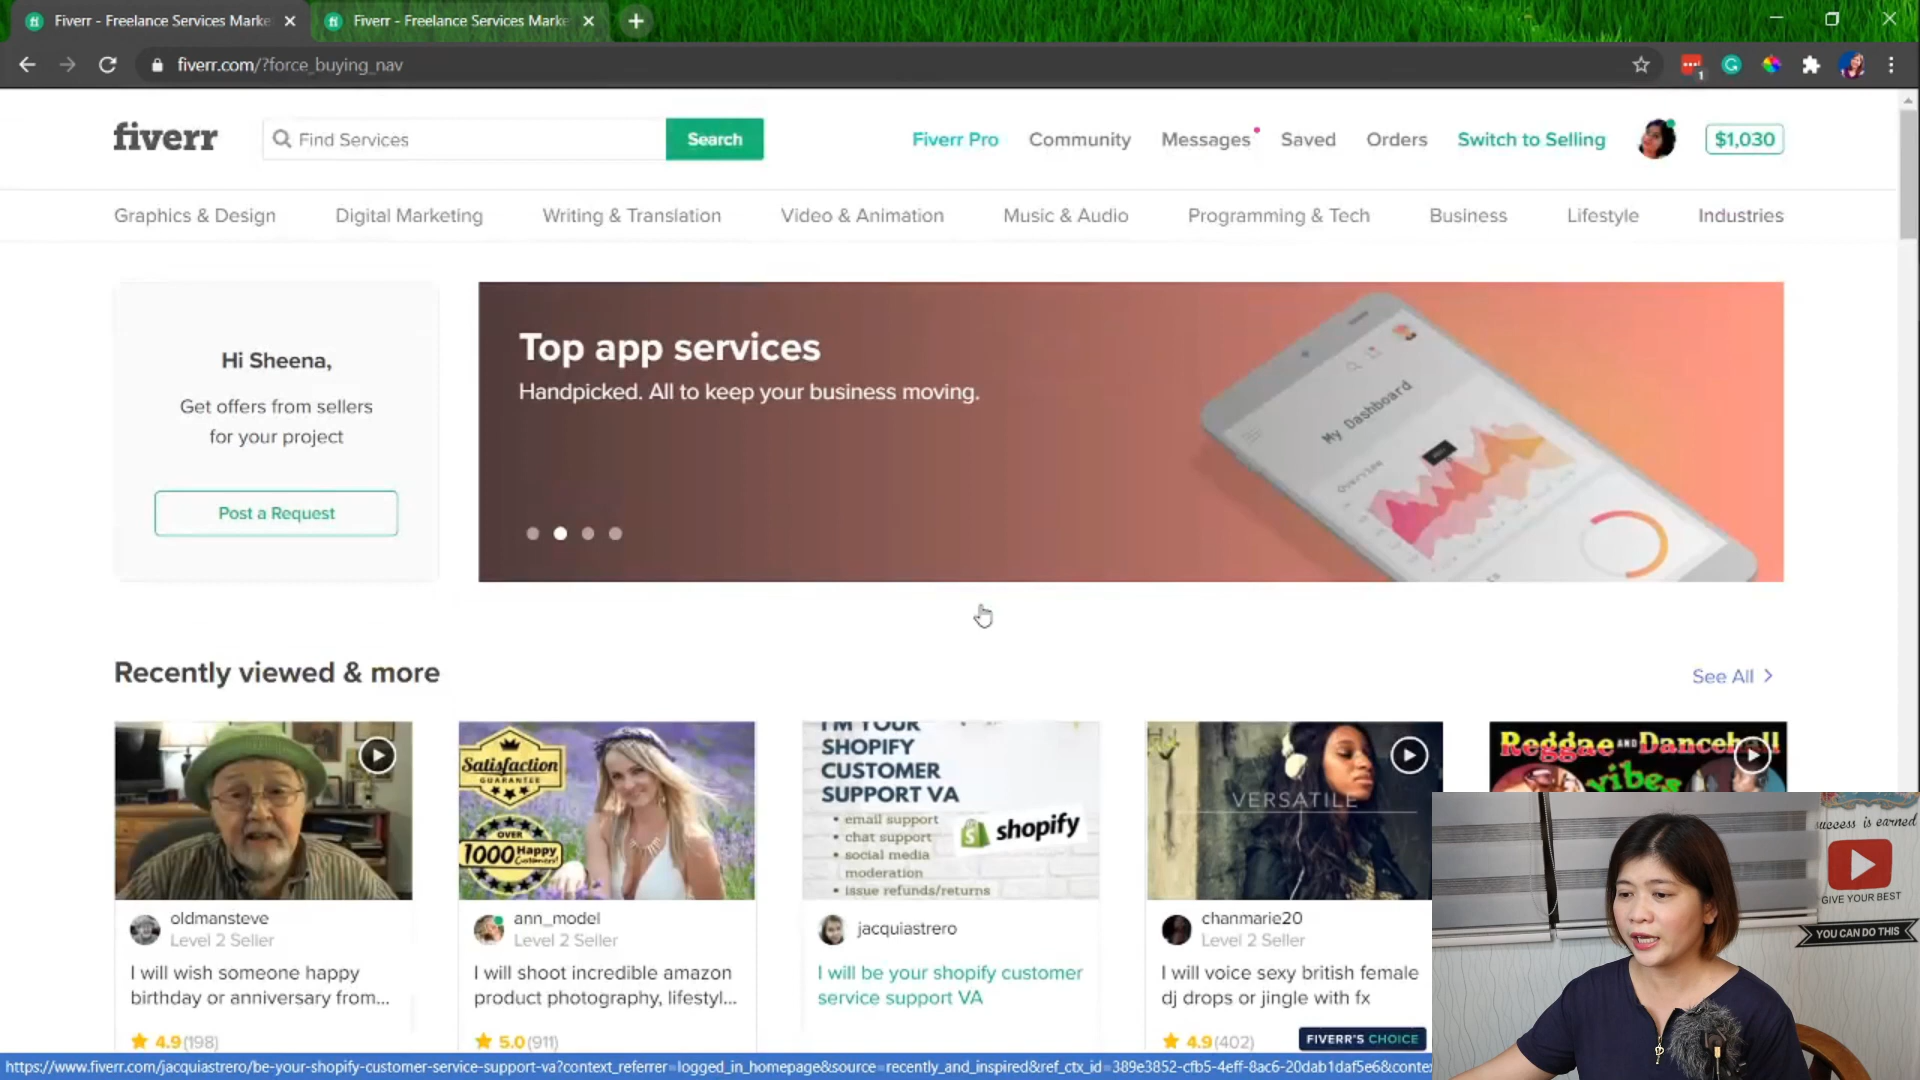 Fiverr - Freelance Services Marke
Fiverr - Freelance Services Marke
fiverr.com/?force_buying_nav
1
fiverr
Find Services
Search
Fiverr Pro
Community
Messages
Saved
Orders
Switch to Selling
$1,030
Graphics & Design
Digital Marketing
Writing & Translation
Video & Animation
Music & Audio
Programming & Tech
Business
Lifestyle
Industries
Hi Sheena,
Get offers from sellers
for your project
Post a Request
Top app services
Handpicked. All to keep your business moving.
My Dashboard
Overview
Recently viewed & more
See All
Satisfaction
GUARANTEE
OVER
1000 Happy
Customers!
I'M YOUR
SHOPIFY
CUSTOMER
SUPPORT VA
• email support
• chat support
• social media
moderation
• issue refunds/returns
shopify
VERSATILE
Reggae AND Dancehall
vibes
oldmansteve
Level 2 Seller
I will wish someone happy
birthday or anniversary from...
4.9 (198)
ann_model
Level 2 Seller
I will shoot incredible amazon
product photography, lifestyl...
5.0 (911)
jacquiastrero
I will be your shopify customer
service support VA
chanmarie20
Level 2 Seller
I will voice sexy british female
dj drops or jingle with fx
4.9 (402)
FIVERR'S CHOICE
success is earned
GIVE YOUR BEST
YOU CAN DO THIS
https://www.fiverr.com/jacquiastrero/be-your-shopify-customer-service-support-va?context_referrer=logged_in_homepage&source=recently_and_inspired&ref_ctx_id=389e3852-cfb5-4eff-8ac6-20dab1daf5e6&contex